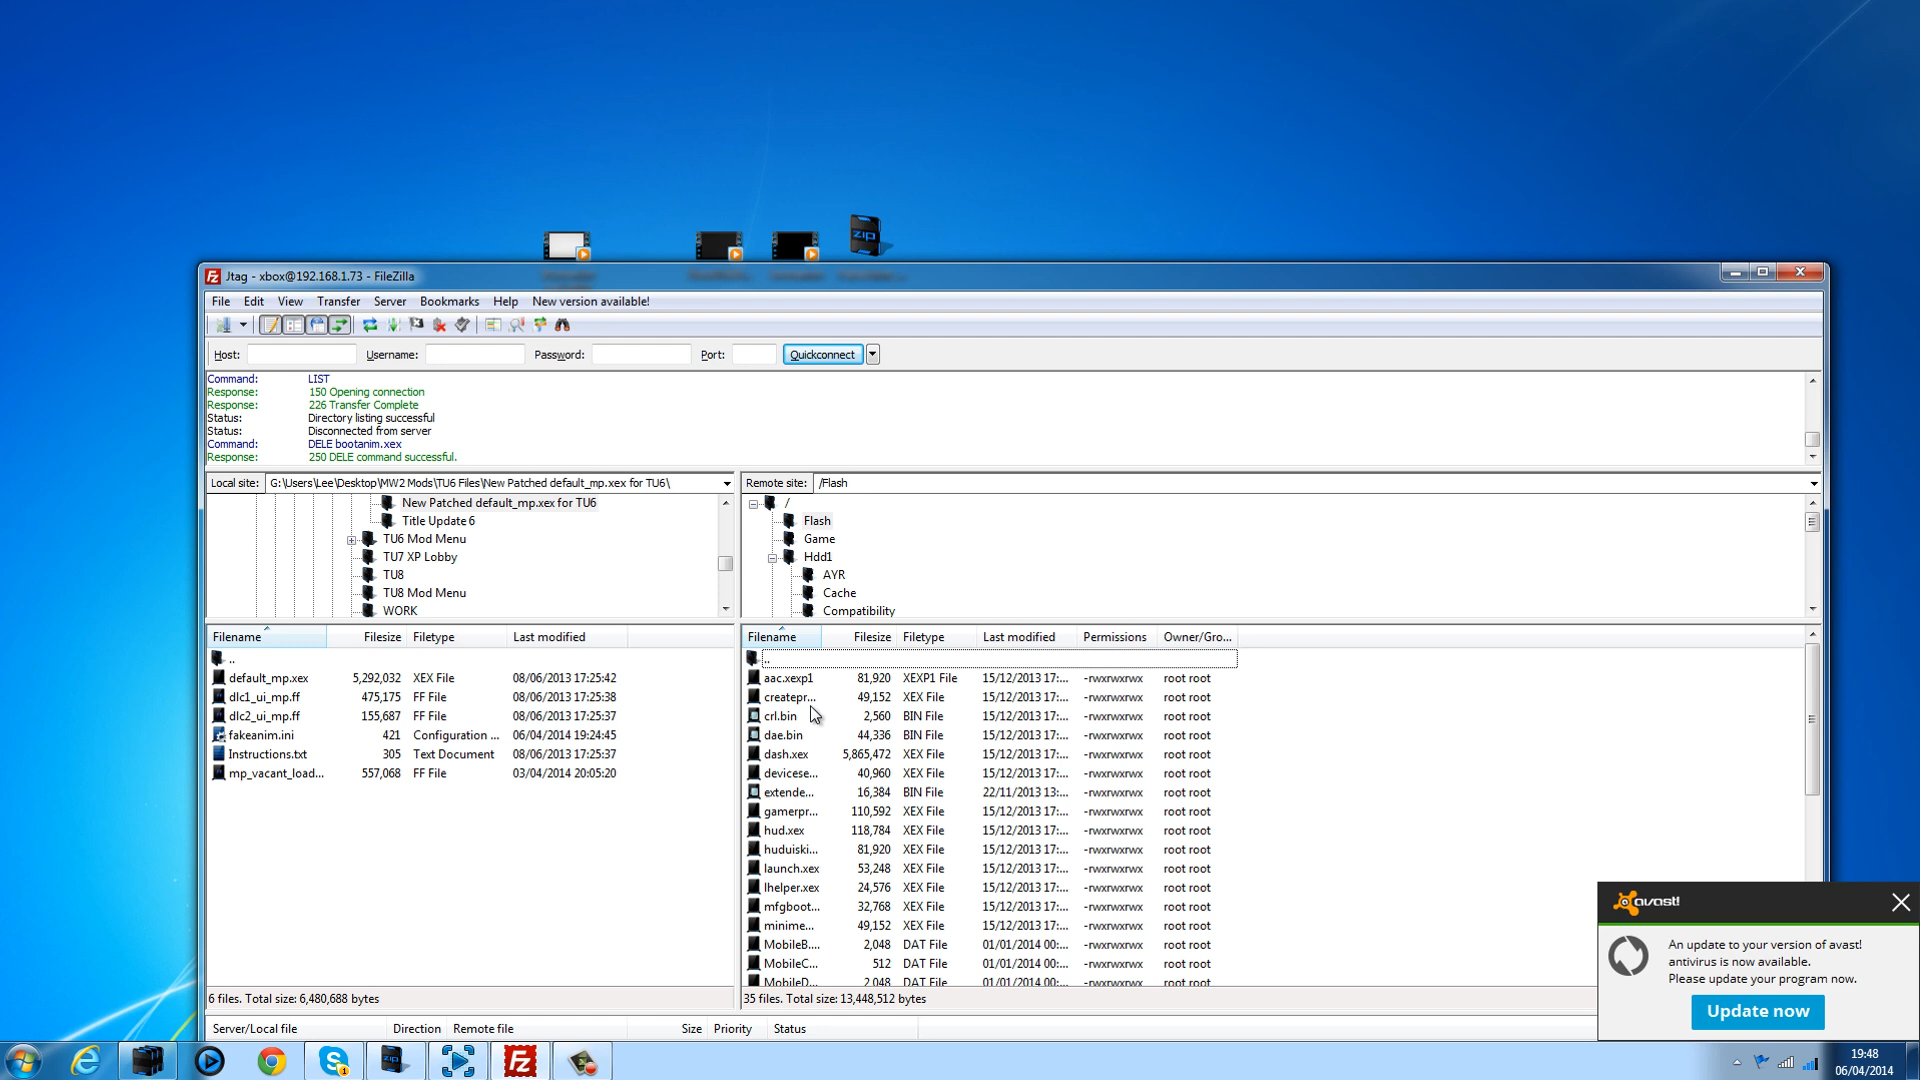 zip
Jtag - xbox@192.168.1.73 - FileZilla
File Edit View Transfer Server Bookmarks Help New version available!
Host: Username: Password: Port: Quickconnect
Command: LIST
Response: 150 Opening connection
Response: 226 Transfer Complete
Status: Directory listing successful
Status: Disconnected from server
Command: DELE bootanim.xex
Response: 250 DELE command successful.
Local site: G:\Users\Lee\Desktop\MW2 Mods\TU6 Files\New Patched default_mp.xex for TU6\
New Patched default_mp.xex for TU6
Title Update 6
TU6 Mod Menu
TU7 XP Lobby
TU8
TU8 Mod Menu
WORK
Remote site: /Flash
/
Flash
Game
Hdd1
AYR
Cache
Compatibility
Filename Filesize Filetype Last modified
..
default_mp.xex 5,292,032 XEX File 08/06/2013 17:25:42
dlc1_ui_mp.ff 475,175 FF File 08/06/2013 17:25:38
dlc2_ui_mp.ff 155,687 FF File 08/06/2013 17:25:37
fakeanim.ini 421 Configuration ... 06/04/2014 19:24:45
Instructions.txt 305 Text Document 08/06/2013 17:25:37
mp_vacant_load... 557,068 FF File 03/04/2014 20:05:20
6 files. Total size: 6,480,688 bytes
Filename Filesize Filetype Last modified Permissions Owner/Gro...
..
aac.xexp1 81,920 XEXP1 File 15/12/2013 17:... -rwxrwxrwx root root
createpr... 49,152 XEX File 15/12/2013 17:... -rwxrwxrwx root root
crl.bin 2,560 BIN File 15/12/2013 17:... -rwxrwxrwx root root
dae.bin 44,336 BIN File 15/12/2013 17:... -rwxrwxrwx root root
dash.xex 5,865,472 XEX File 15/12/2013 17:... -rwxrwxrwx root root
devicese... 40,960 XEX File 15/12/2013 17:... -rwxrwxrwx root root
extende... 16,384 BIN File 22/11/2013 13:... -rwxrwxrwx root root
gamerpr... 110,592 XEX File 15/12/2013 17:... -rwxrwxrwx root root
hud.xex 118,784 XEX File 15/12/2013 17:... -rwxrwxrwx root root
huduiski... 81,920 XEX File 15/12/2013 17:... -rwxrwxrwx root root
launch.xex 53,248 XEX File 15/12/2013 17:... -rwxrwxrwx root root
lhelper.xex 24,576 XEX File 15/12/2013 17:... -rwxrwxrwx root root
mfgboot... 32,768 XEX File 15/12/2013 17:... -rwxrwxrwx root root
minime... 49,152 XEX File 15/12/2013 17:... -rwxrwxrwx root root
MobileB.... 2,048 DAT File 01/01/2014 00:... -rwxrwxrwx root root
MobileC... 512 DAT File 01/01/2014 00:... -rwxrwxrwx root root
MobileD... 2,048 DAT File 01/01/2014 00:... -rwxrwxrwx root root
35 files. Total size: 13,448,512 bytes
Server/Local file Direction Remote file Size Priority Status
avast!
An update to your version of avast!
antivirus is now available.
Please update your program now.
Update now
19:48
06/04/2014